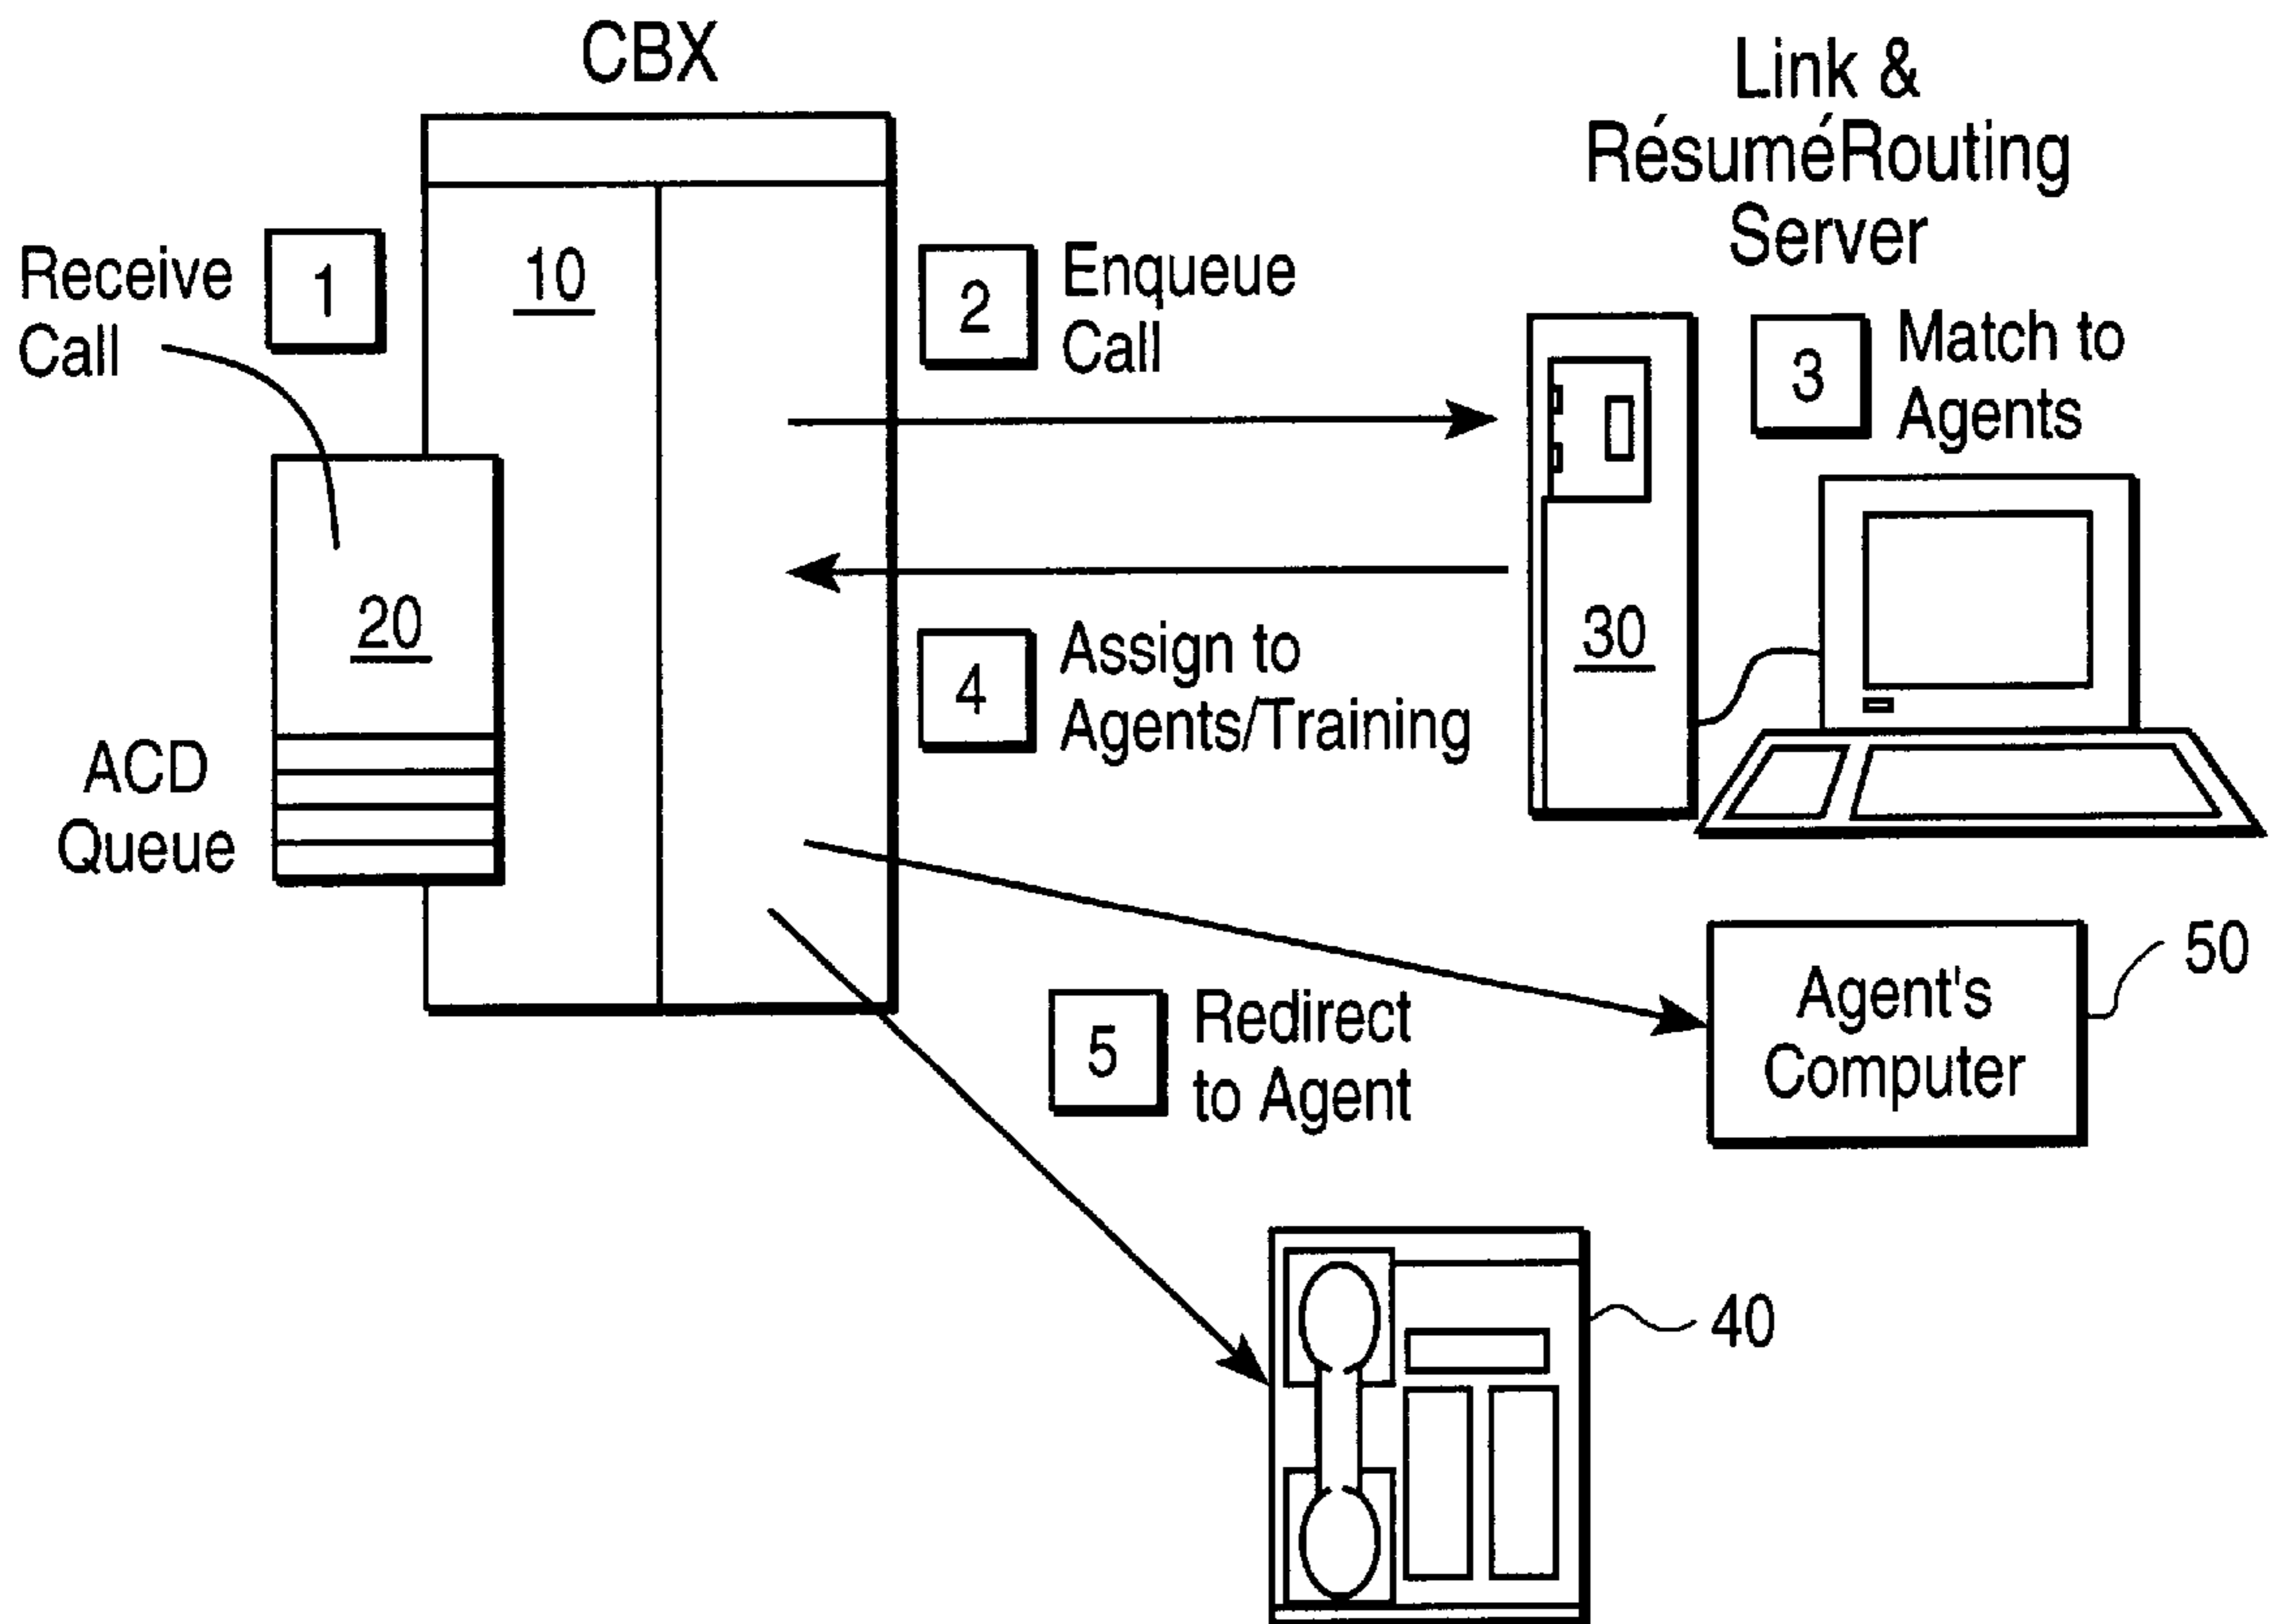 CBX
Link &
RésuméRouting
Server
Receive
Call
1
10
2
Enqueue
Call
3
Match to
Agents
20
30
4
Assign to
Agents/Training
ACD
Queue
50
Agent's
Computer
5
Redirect
to Agent
40